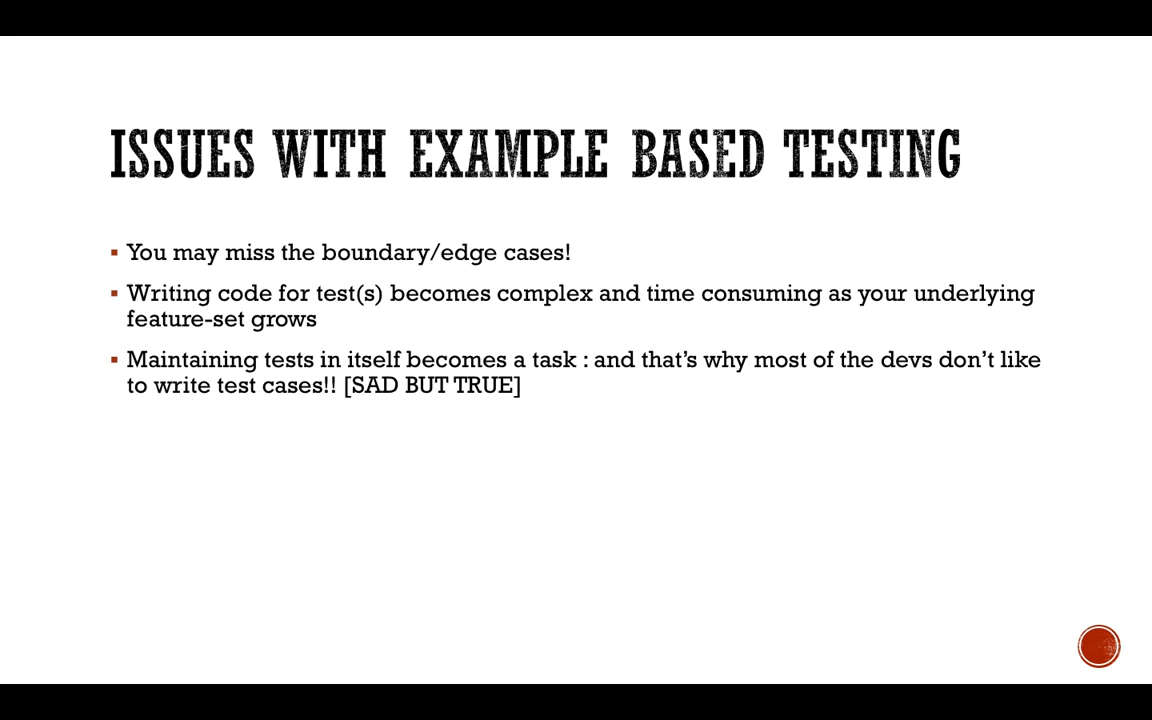 ISSUES WITH EXAMPLE BASED TESTING
▪ You may miss the boundary/edge cases!
▪ Writing code for test(s) becomes complex and time consuming as your underlying
feature-set grows
▪ Maintaining tests in itself becomes a task : and that’s why most of the devs don’t like
to write test cases!! [SAD BUT TRUE]